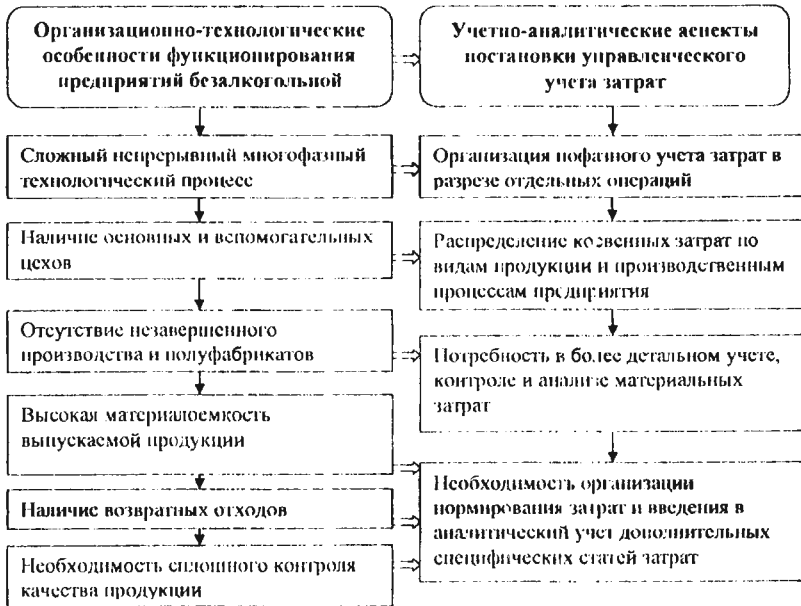 Организационно-технологические
особенности функционирования
предприятий безалкогольной
Учетно-аналитические аспекты
постановки управленческого
учета затрат
Сложный непрерывный многофазный
технологический процесс
Организация пофазного учета затрат в
разрезе отдельных операций
Наличие основных и вспомогательных
цехов
Распределение косвенных затрат по
видам продукции и производственным
процессам предприятия
Отсутствие незавершенного
производства и полуфабрикатов
Потребность в более детальном учете,
контроле и анализе материальных
затрат
Высокая материалоемкость
выпускаемой продукции
Наличие возвратных отходов
Необходимость организации
нормирования затрат и введения в
аналитический учет дополнительных
специфических статей затрат
Необходимость сплошного контроля
качества продукции